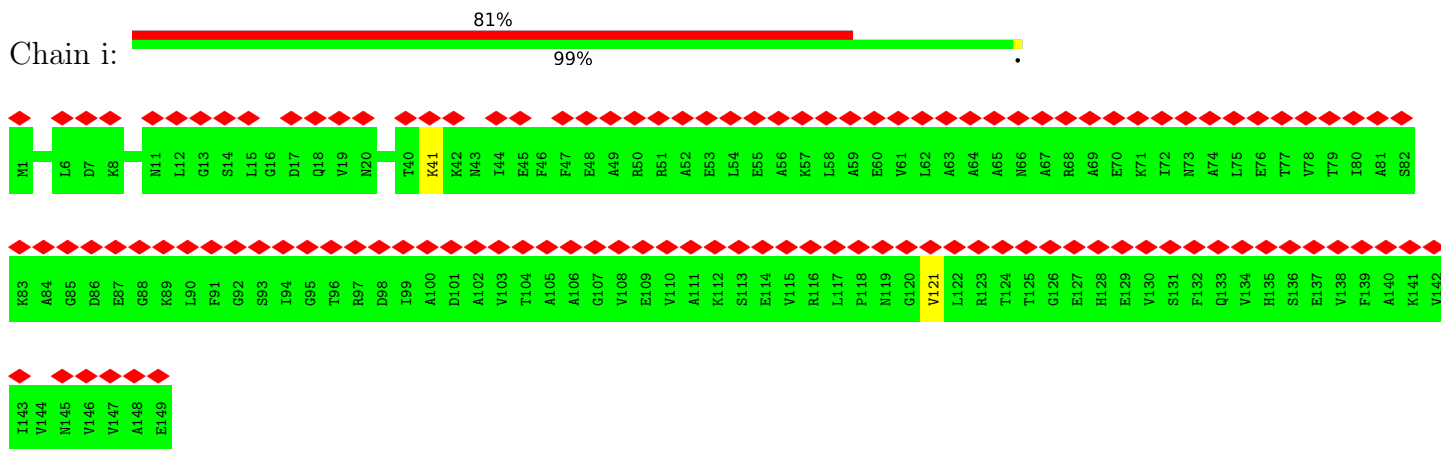 81%
Chain i:
99%
M1 L6 D7 K8 N11 L12 G13 S14 L15 G16 D17 Q18 V19 N20 T40 K41 K42 N43 I44 E45 F46 F47 E48 A49 R50 R51 A52 E53 L54 E55 A56 K57 L58 A59 E60 V61 L62 A63 A64 A65 N66 A67 R68 A69 E70 K71 I72 N73 A74 L75 E76 T77 V78 T79 I80 A81 S82
K83 A84 G85 D86 E87 G88 K89 L90 F91 G92 S93 I94 G95 T96 R97 D98 I99 A100 D101 A102 V103 T104 A105 A106 G107 V108 E109 V110 A111 K112 S113 E114 V115 R116 L117 P118 N119 G120 V121 L122 R123 T124 T125 G126 E127 H128 E129 V130 S131 F132 Q133 V134 H135 S136 E137 V138 F139 A140 K141 V142
I143 V144 N145 V146 V147 A148 E149